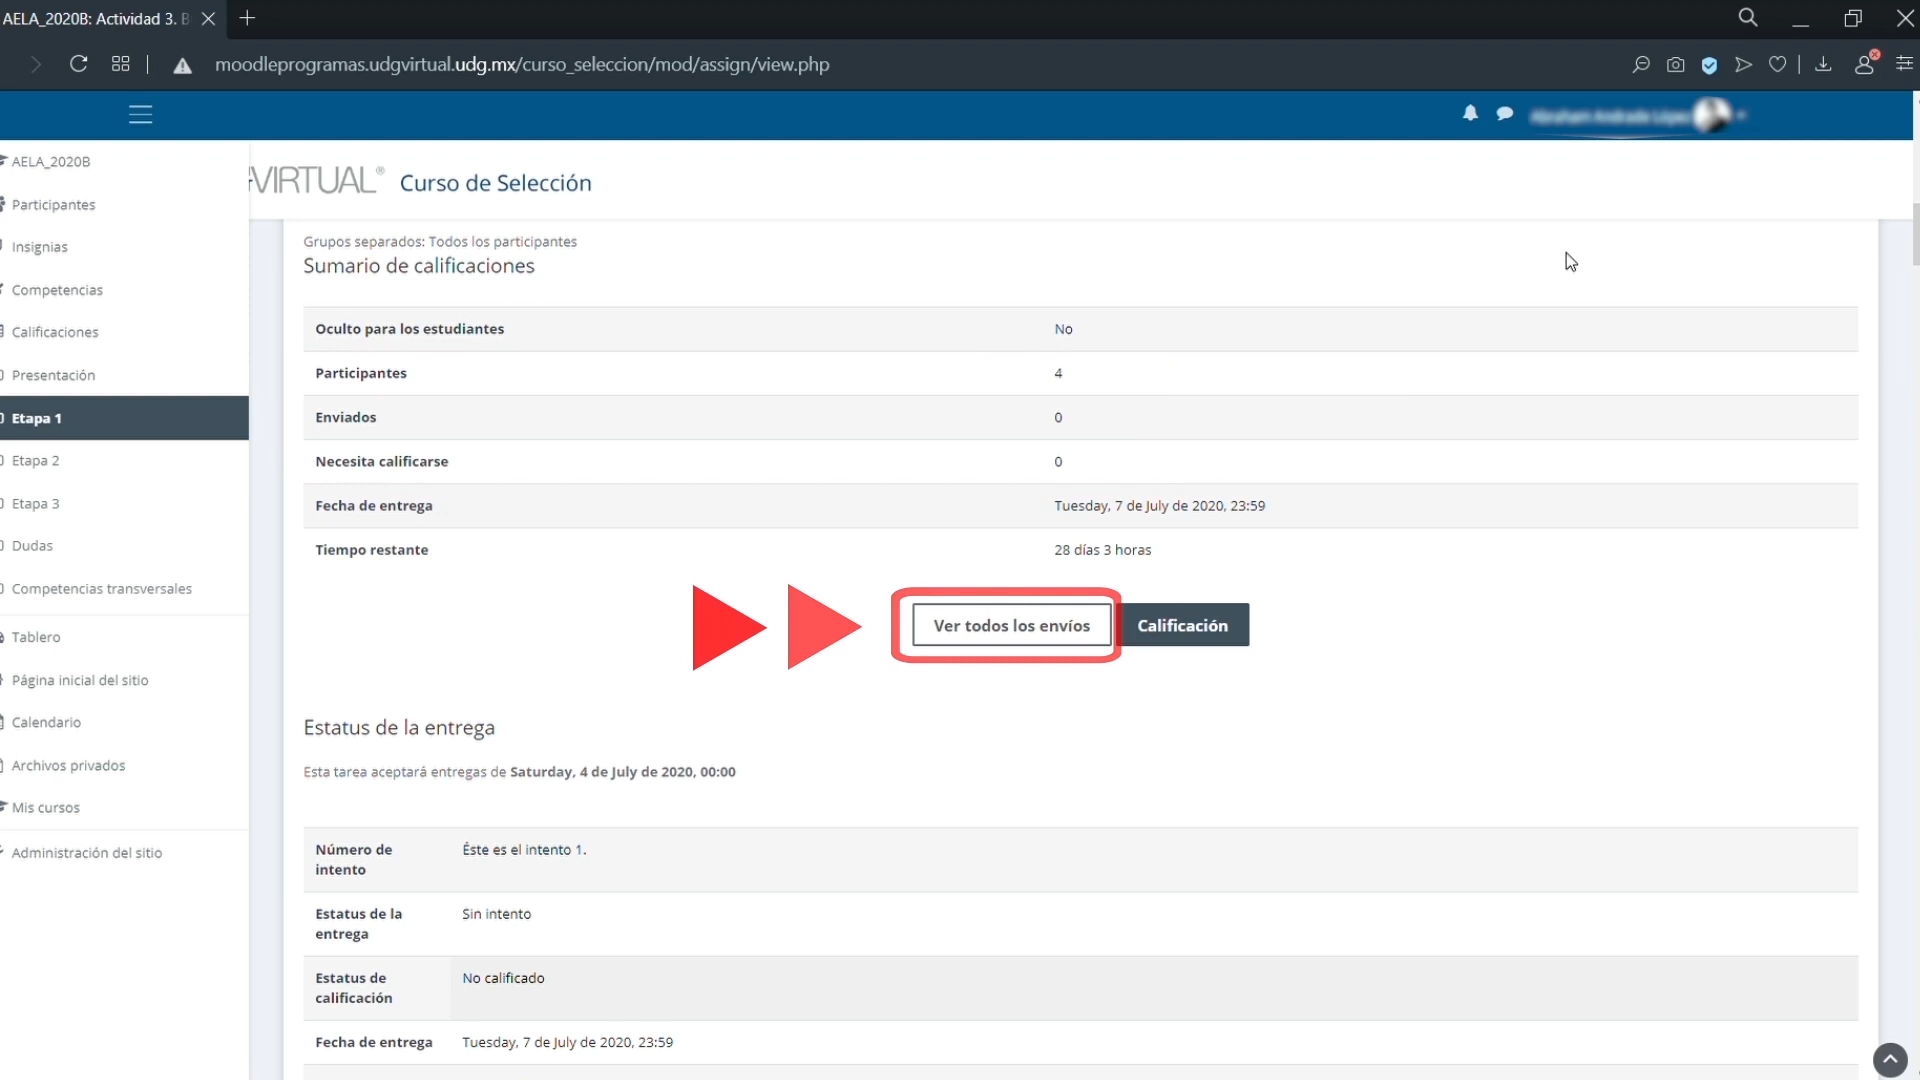 AELA_2020B: Actividad 3.
moodleprogramas.udgvirtual.udg.mx/curso_seleccion/mod/assign/view.php
AELA_2020B
Participantes
Insignias
Competencias
Calificaciones
Presentación
Etapa 1
Etapa 2
Etapa 3
Dudas
Competencias transversales
Tablero
Página inicial del sitio
Calendario
Archivos privados
Mis cursos
Administración del sitio
VIRTUAL® Curso de Selección
Grupos separados: Todos los participantes
Sumario de calificaciones
Oculto para los estudiantes No
Participantes 4
Enviados 0
Necesita calificarse 0
Fecha de entrega Tuesday, 7 de July de 2020, 23:59
Tiempo restante 28 días 3 horas
Ver todos los envíos Calificación
Estatus de la entrega
Esta tarea aceptará entregas de Saturday, 4 de July de 2020, 00:00
Número de intento Éste es el intento 1.
Estatus de la entrega Sin intento
Estatus de calificación No calificado
Fecha de entrega Tuesday, 7 de July de 2020, 23:59